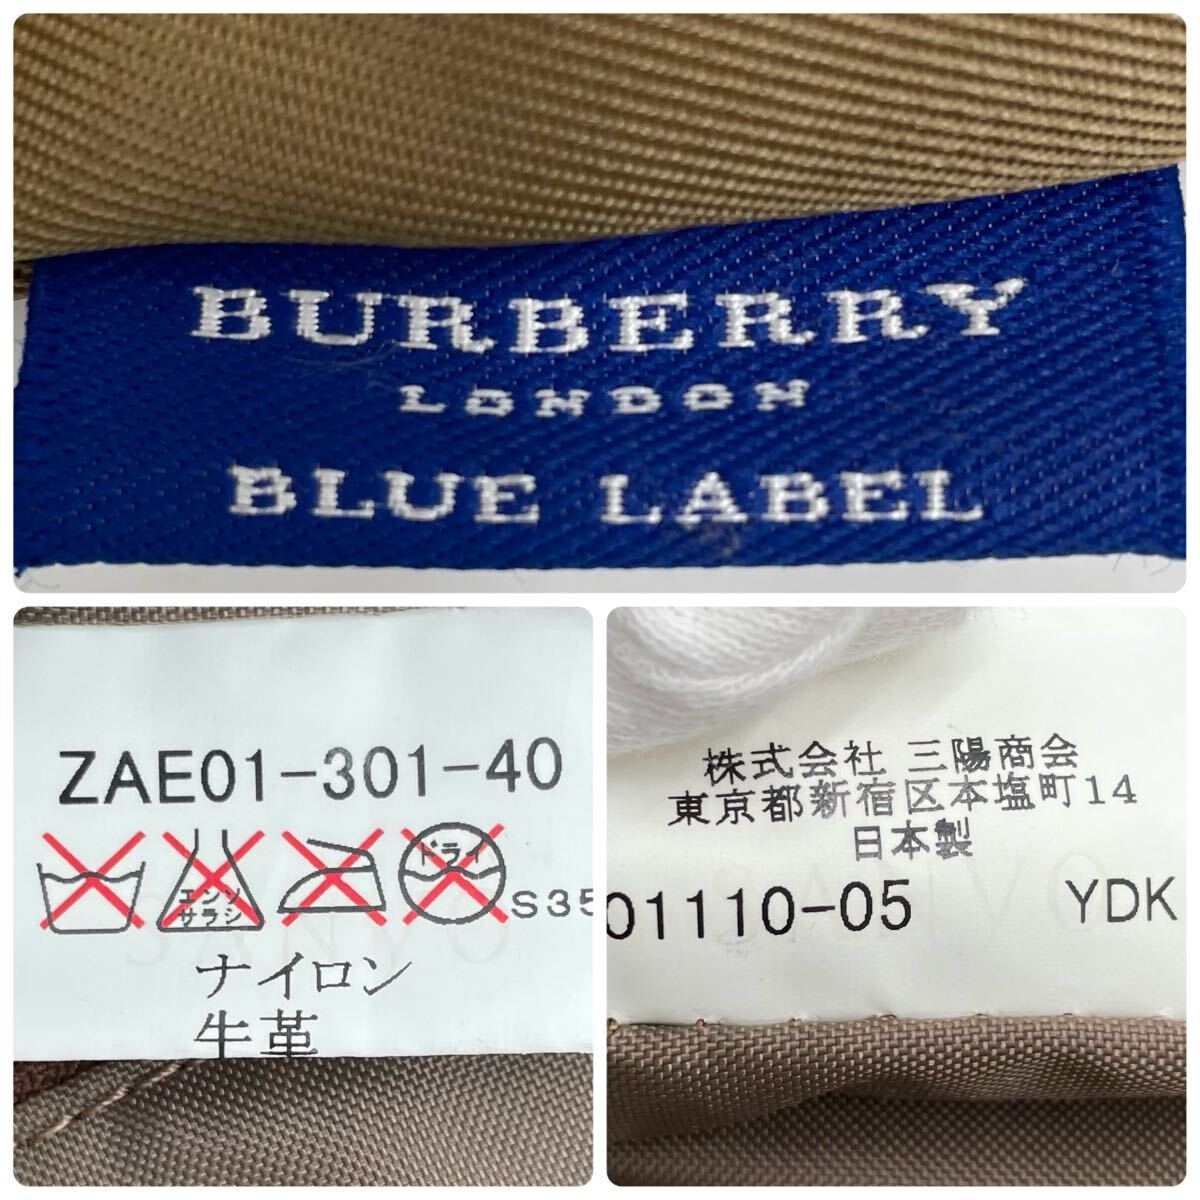 BURBERRY
LONDON
BLUE LABEL
ZAE01-301-40
エンソ
サラシ
ドライ
S35
ナイロン
牛革
株式会社 三陽商会
東京都新宿区本塩町14
日本製
01110-05 YDK
SANYO